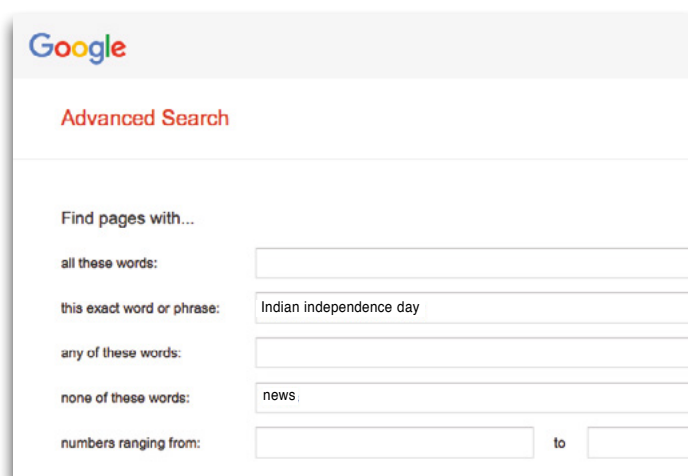 Google
Advanced Search
Find pages with...
all these words:
this exact word or phrase: Indian independence day
any of these words:
none of these words: news
numbers ranging from: to